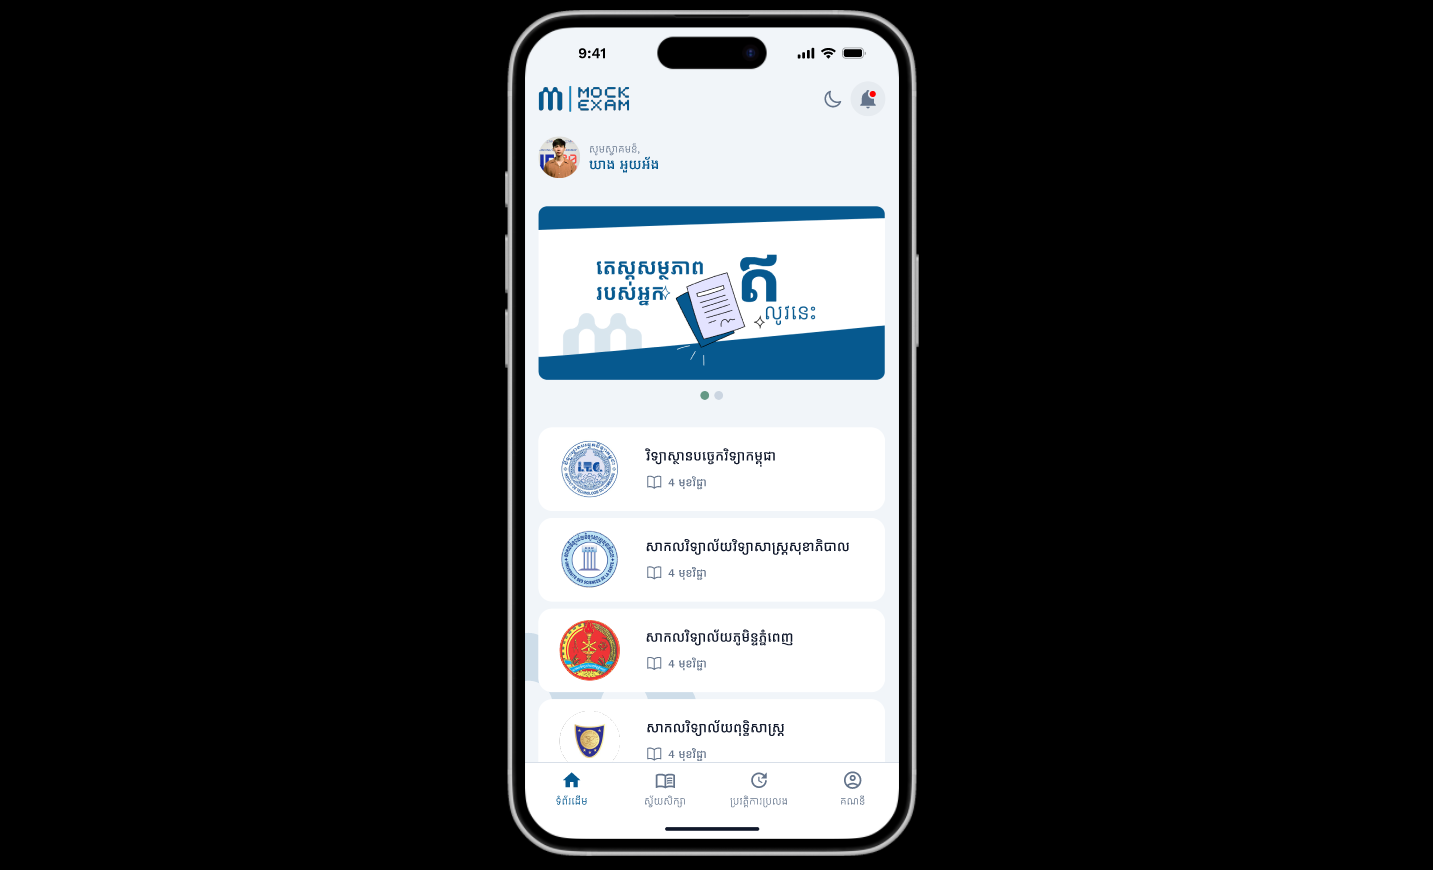 9:41
MOCK
EXAM
សូមស្វាគមន៍,
ឃាង អួយអ័ង
តេស្តសមត្ថភាព
របស់អ្នក
ឥ
លូវនេះ
I.T.C.
វិទ្យាស្ថានបច្ចេកវិទ្យាកម្ពុជា
4 មុខវិជ្ជា
សាកលវិទ្យាល័យវិទ្យាសាស្ត្រសុខាភិបាល
4 មុខវិជ្ជា
សាកលវិទ្យាល័យភូមិន្ទភ្នំពេញ
4 មុខវិជ្ជា
សាកលវិទ្យាល័យពុទ្ធិសាស្ត្រ
4 មុខវិជ្ជា
ទំព័រដើម
ស្វ័យសិក្សា
ប្រវត្តិការប្រលង
គណនី